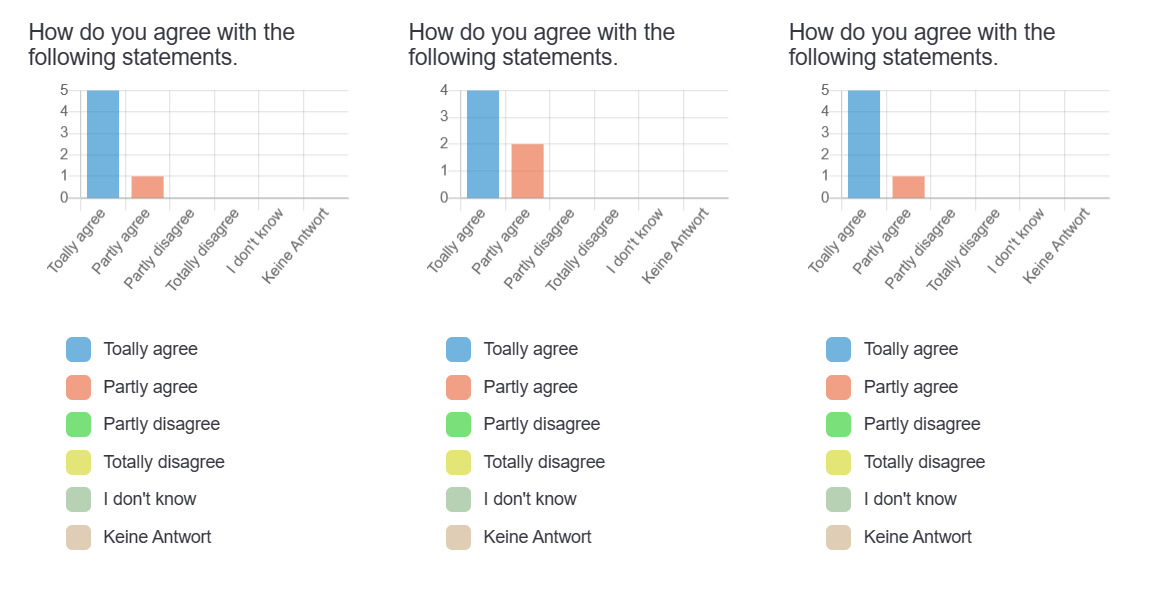 How do you agree with the
following statements.
5
4
3
2
1
0
Toally agree
Partly agree
Partly disagree
Totally disagree
I don't know
Keine Antwort
Toally agree
Partly agree
Partly disagree
Totally disagree
I don't know
Keine Antwort
How do you agree with the
following statements.
4
3
2
1
0
Toally agree
Partly agree
Partly disagree
Totally disagree
I don't know
Keine Antwort
Toally agree
Partly agree
Partly disagree
Totally disagree
I don't know
Keine Antwort
How do you agree with the
following statements.
5
4
3
2
1
0
Toally agree
Partly agree
Partly disagree
Totally disagree
I don't know
Keine Antwort
Toally agree
Partly agree
Partly disagree
Totally disagree
I don't know
Keine Antwort